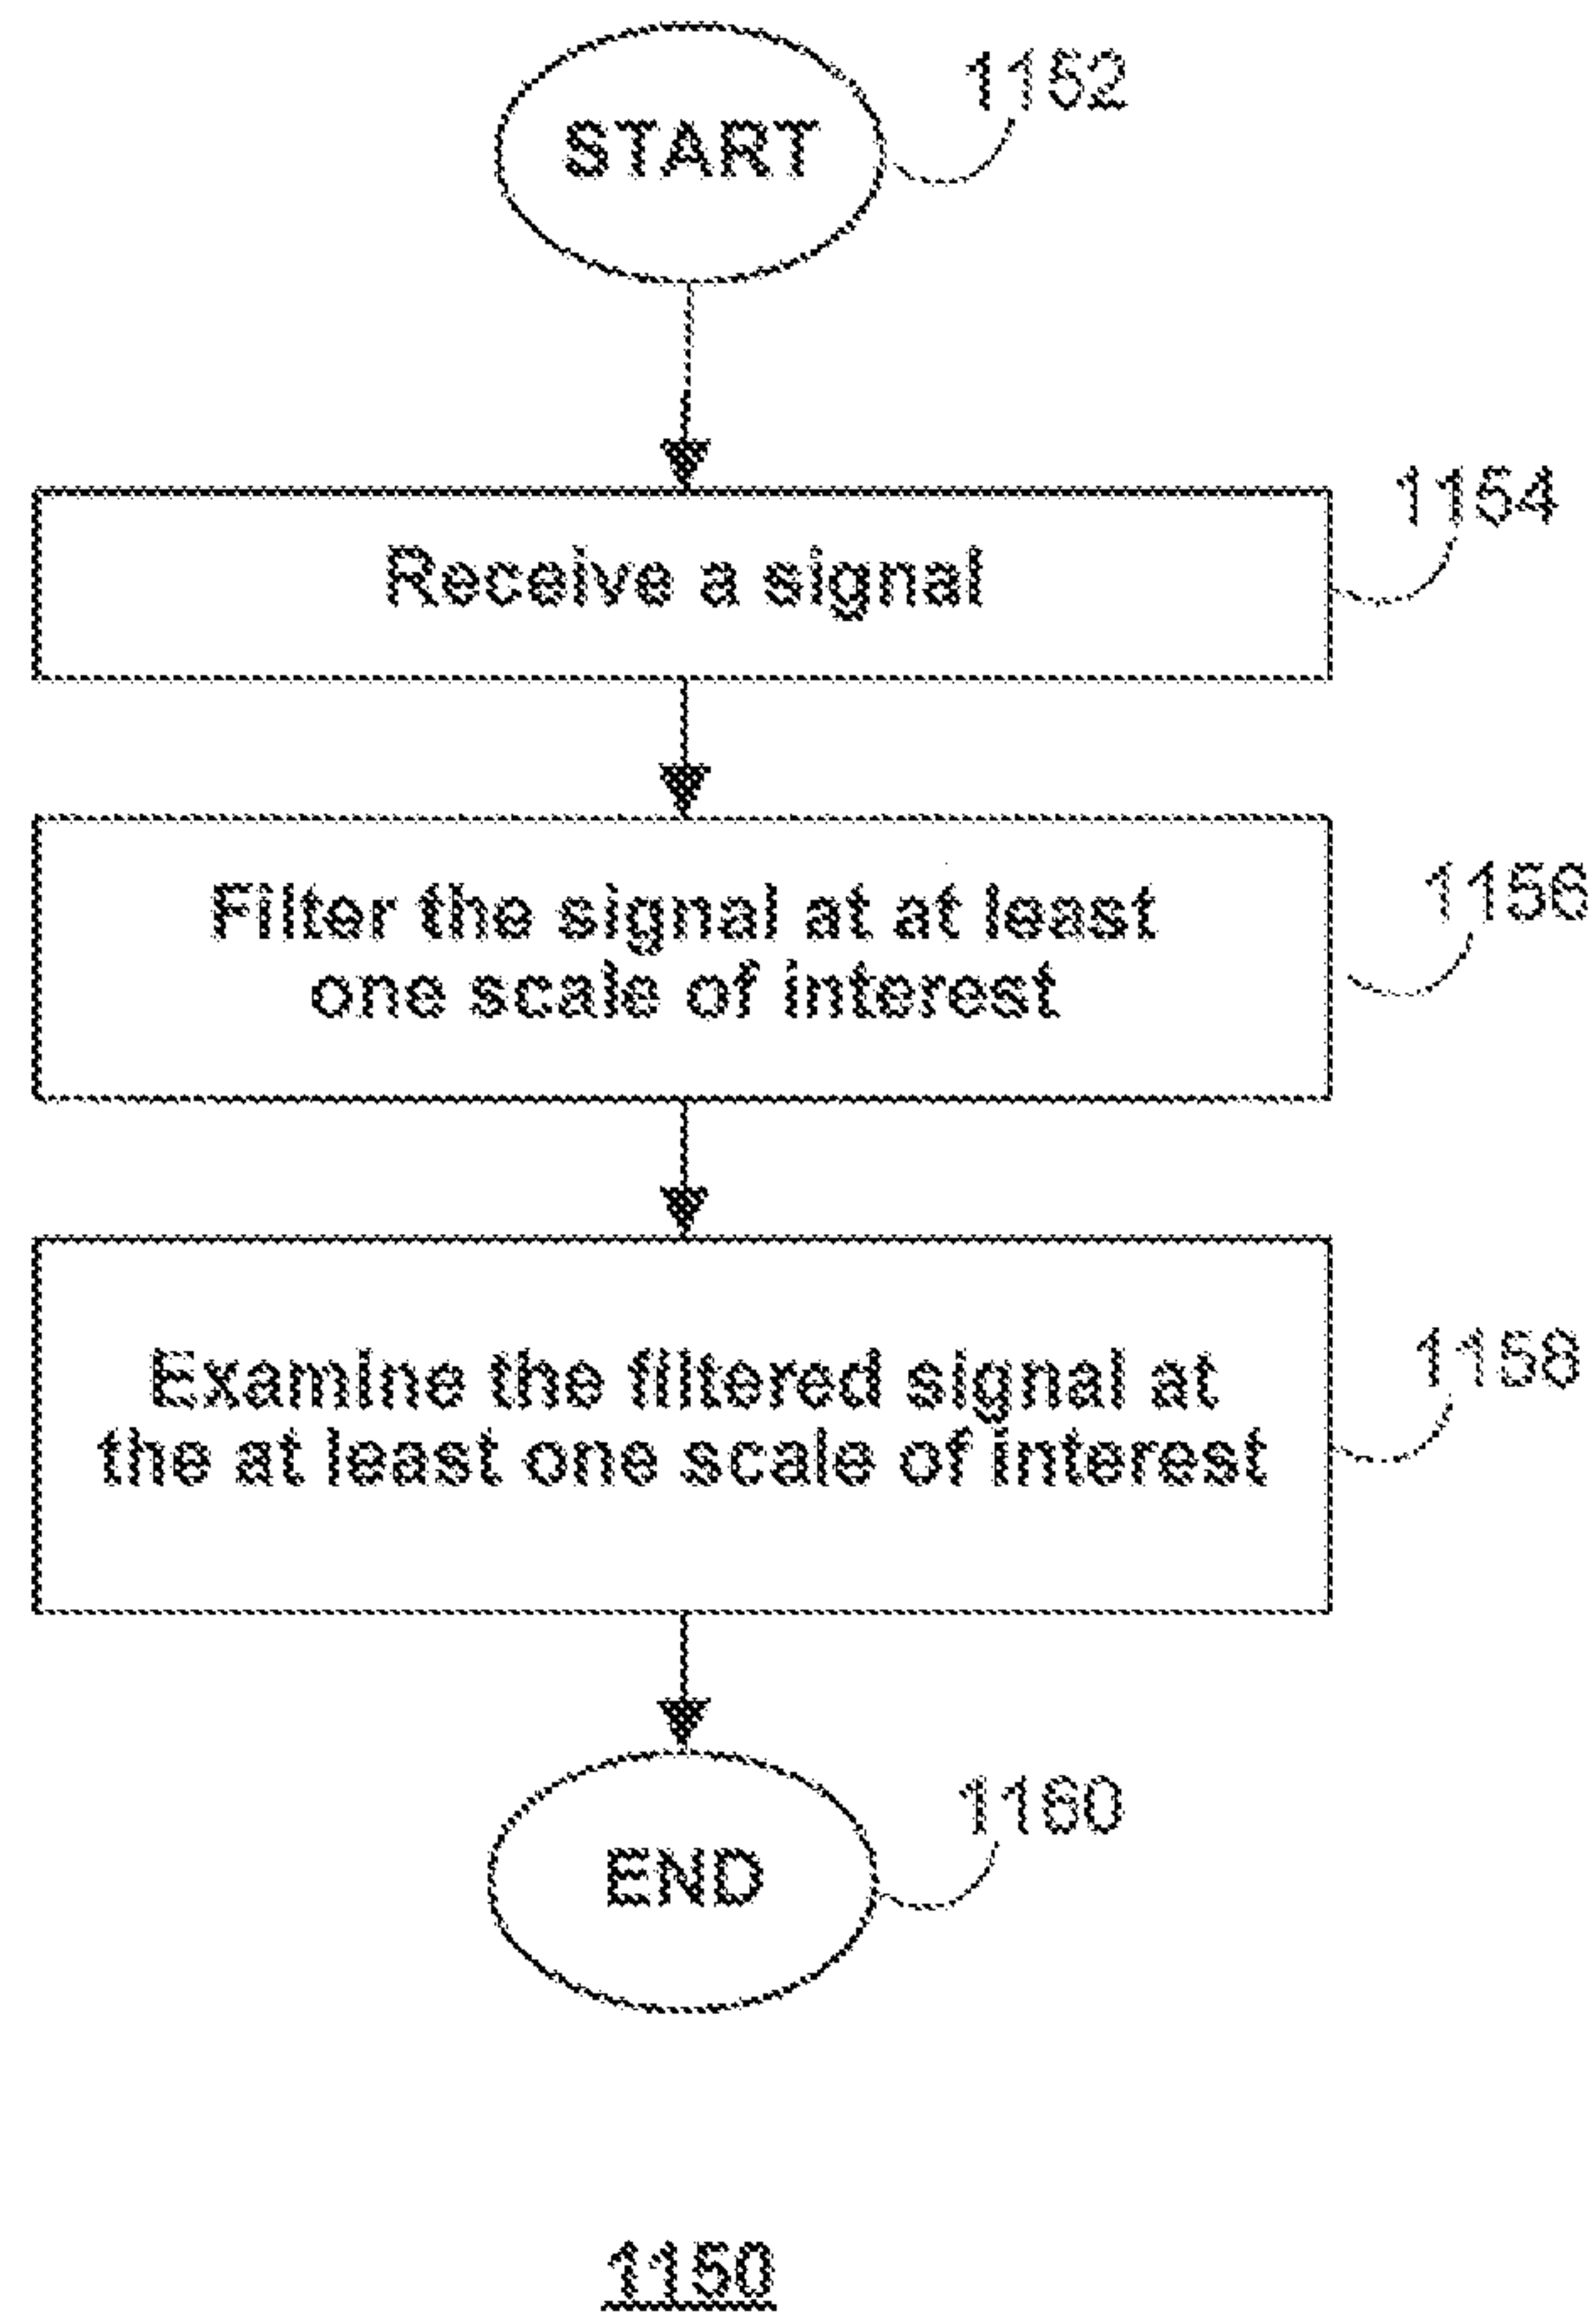 START
1152
Receive a signal
1154
Filter the signal at at least
one scale of interest
1156
Examine the filtered signal at
the at least one scale of interest
1158
END
1160
1150